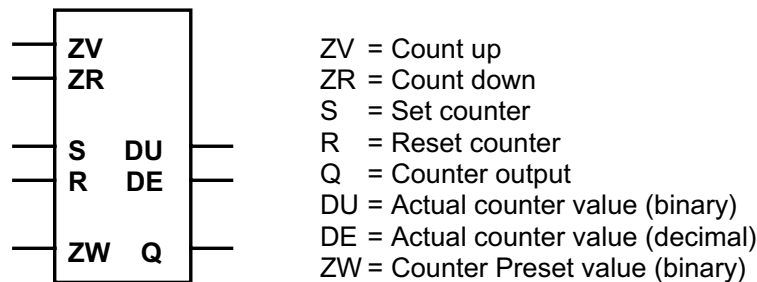 ZV
ZR
S DU
R DE
ZW Q
ZV = Count up
ZR = Count down
S = Set counter
R = Reset counter
Q = Counter output
DU = Actual counter value (binary)
DE = Actual counter value (decimal)
ZW = Counter Preset value (binary)